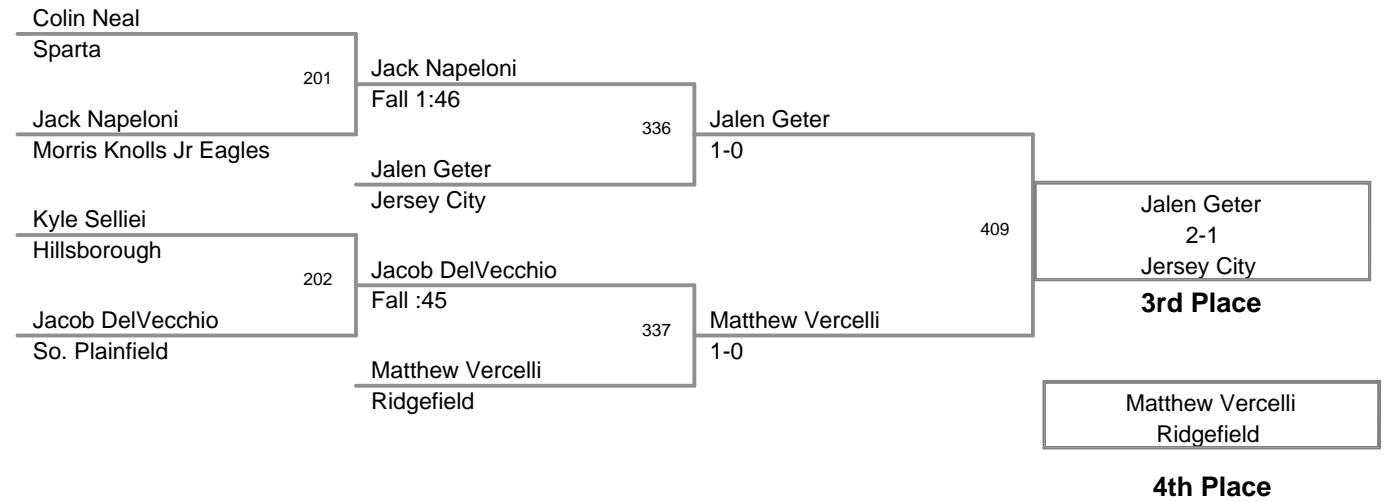 Colin Neal
Sparta
201
Jack Napeloni
Morris Knolls Jr Eagles
Kyle Selliei
Hillsborough
202
Jacob DelVecchio
So. Plainfield
Jack Napeloni
Fall 1:46
336
Jalen Geter
Jersey City
Jacob DelVecchio
Fall :45
337
Matthew Vercelli
Ridgefield
Jalen Geter
1-0
409
Matthew Vercelli
1-0
Jalen Geter
2-1
Jersey City
3rd Place
Matthew Vercelli
Ridgefield
4th Place